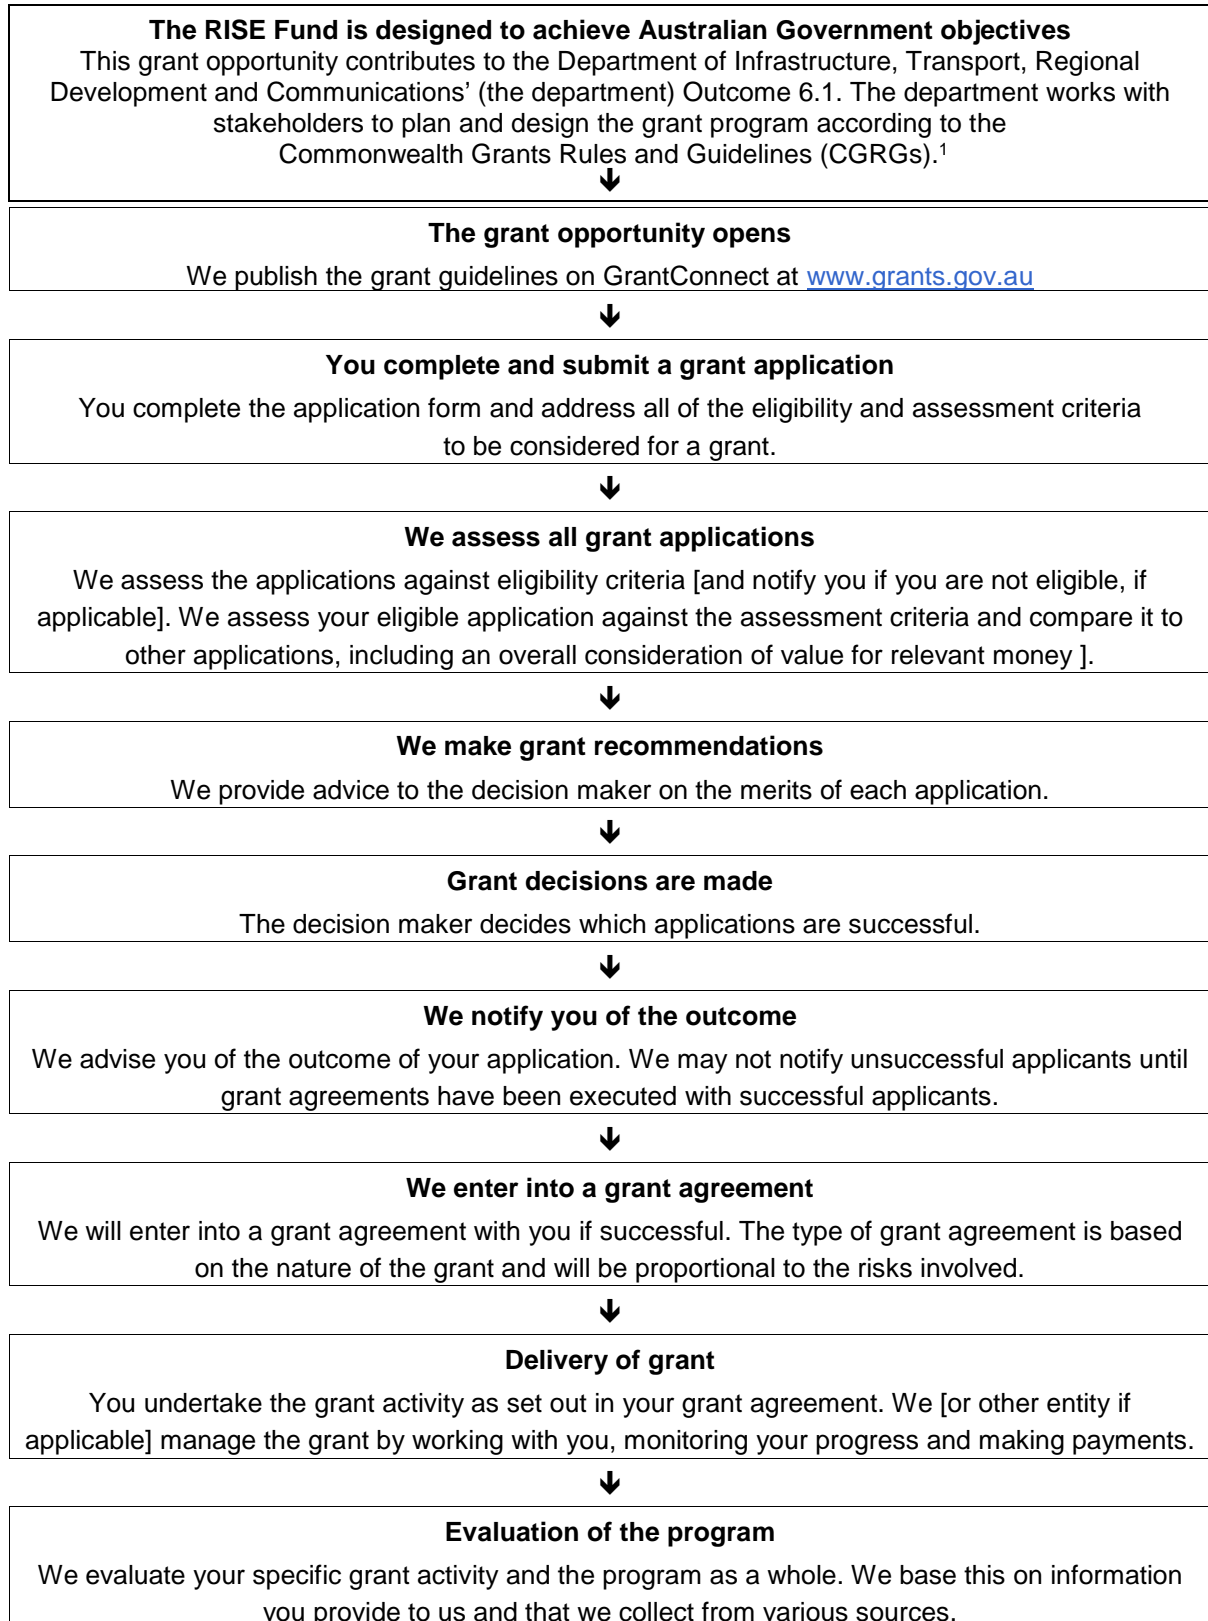 The RISE Fund is designed to achieve Australian Government objectives
This grant opportunity contributes to the Department of Infrastructure, Transport, Regional
Development and Communications’ (the department) Outcome 6.1. The department works with
stakeholders to plan and design the grant program according to the
Commonwealth Grants Rules and Guidelines (CGRGs).¹
The grant opportunity opens
We publish the grant guidelines on GrantConnect at www.grants.gov.au
You complete and submit a grant application
You complete the application form and address all of the eligibility and assessment criteria
to be considered for a grant.
We assess all grant applications
We assess the applications against eligibility criteria [and notify you if you are not eligible, if
applicable]. We assess your eligible application against the assessment criteria and compare it to
other applications, including an overall consideration of value for relevant money ].
We make grant recommendations
We provide advice to the decision maker on the merits of each application.
Grant decisions are made
The decision maker decides which applications are successful.
We notify you of the outcome
We advise you of the outcome of your application. We may not notify unsuccessful applicants until
grant agreements have been executed with successful applicants.
We enter into a grant agreement
We will enter into a grant agreement with you if successful. The type of grant agreement is based
on the nature of the grant and will be proportional to the risks involved.
Delivery of grant
You undertake the grant activity as set out in your grant agreement. We [or other entity if
applicable] manage the grant by working with you, monitoring your progress and making payments.
Evaluation of the program
We evaluate your specific grant activity and the program as a whole. We base this on information
you provide to us and that we collect from various sources.